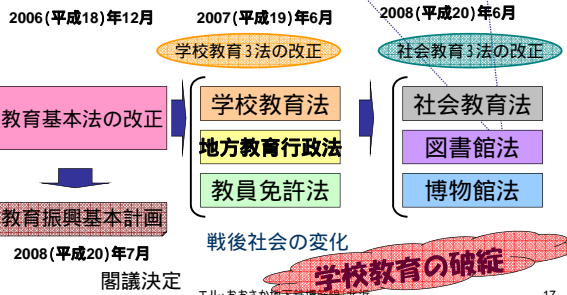 2006(平成18)年12月
2007(平成19)年6月
2008(平成20)年6月
学校教育3法の改正
社会教育3法の改正
教育基本法の改正
学校教育法
地方教育行政法
教員免許法
社会教育法
図書館法
博物館法
教育振興基本計画
2008(平成20)年7月
閣議決定
戦後社会の変化
学校教育の破綻
エル・おおさか
17